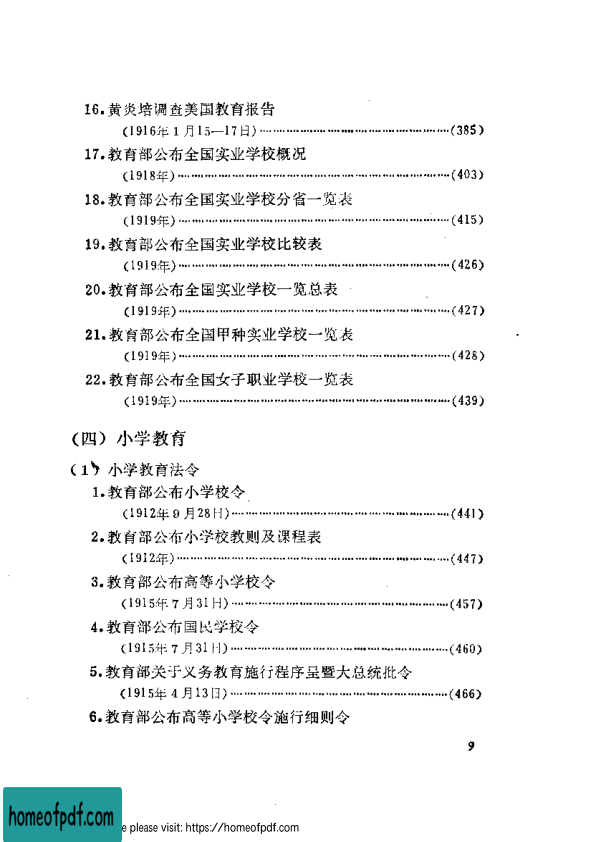 16.黄炎培调查美国教育报告
(1916年1月15—17日)……………………………(385)
17.教育部公布全国实业学校概况
(1918年)……………………………(403)
18.教育部公布全国实业学校分省一览表
(1919年)……………………………(415)
19.教育部公布全国实业学校比较表
(1919年)……………………………(426)
20.教育部公布全国实业学校一览总表
(1919年)……………………………(427)
21.教育部公布全国甲种实业学校一览表
(1919年)……………………………(428)
22.教育部公布全国女子职业学校一览表
(1919年)……………………………(439)
(四)小学教育
(1)小学教育法令
1.教育部公布小学校令
(1912年9月28日)……………………………(441)
2.教育部公布小学校教则及课程表
(1912年)……………………………(447)
3.教育部公布高等小学校令
(1915年7月31日)……………………………(457)
4.教育部公布国民学校令
(1915年7月31日)……………………………(460)
5.教育部关于义务教育施行程序呈暨大总统批令
(1915年4月13日)……………………………(466)
6.教育部公布高等小学校令施行细则令
9
homeofpdf.com
e please visit: https://homeofpdf.com